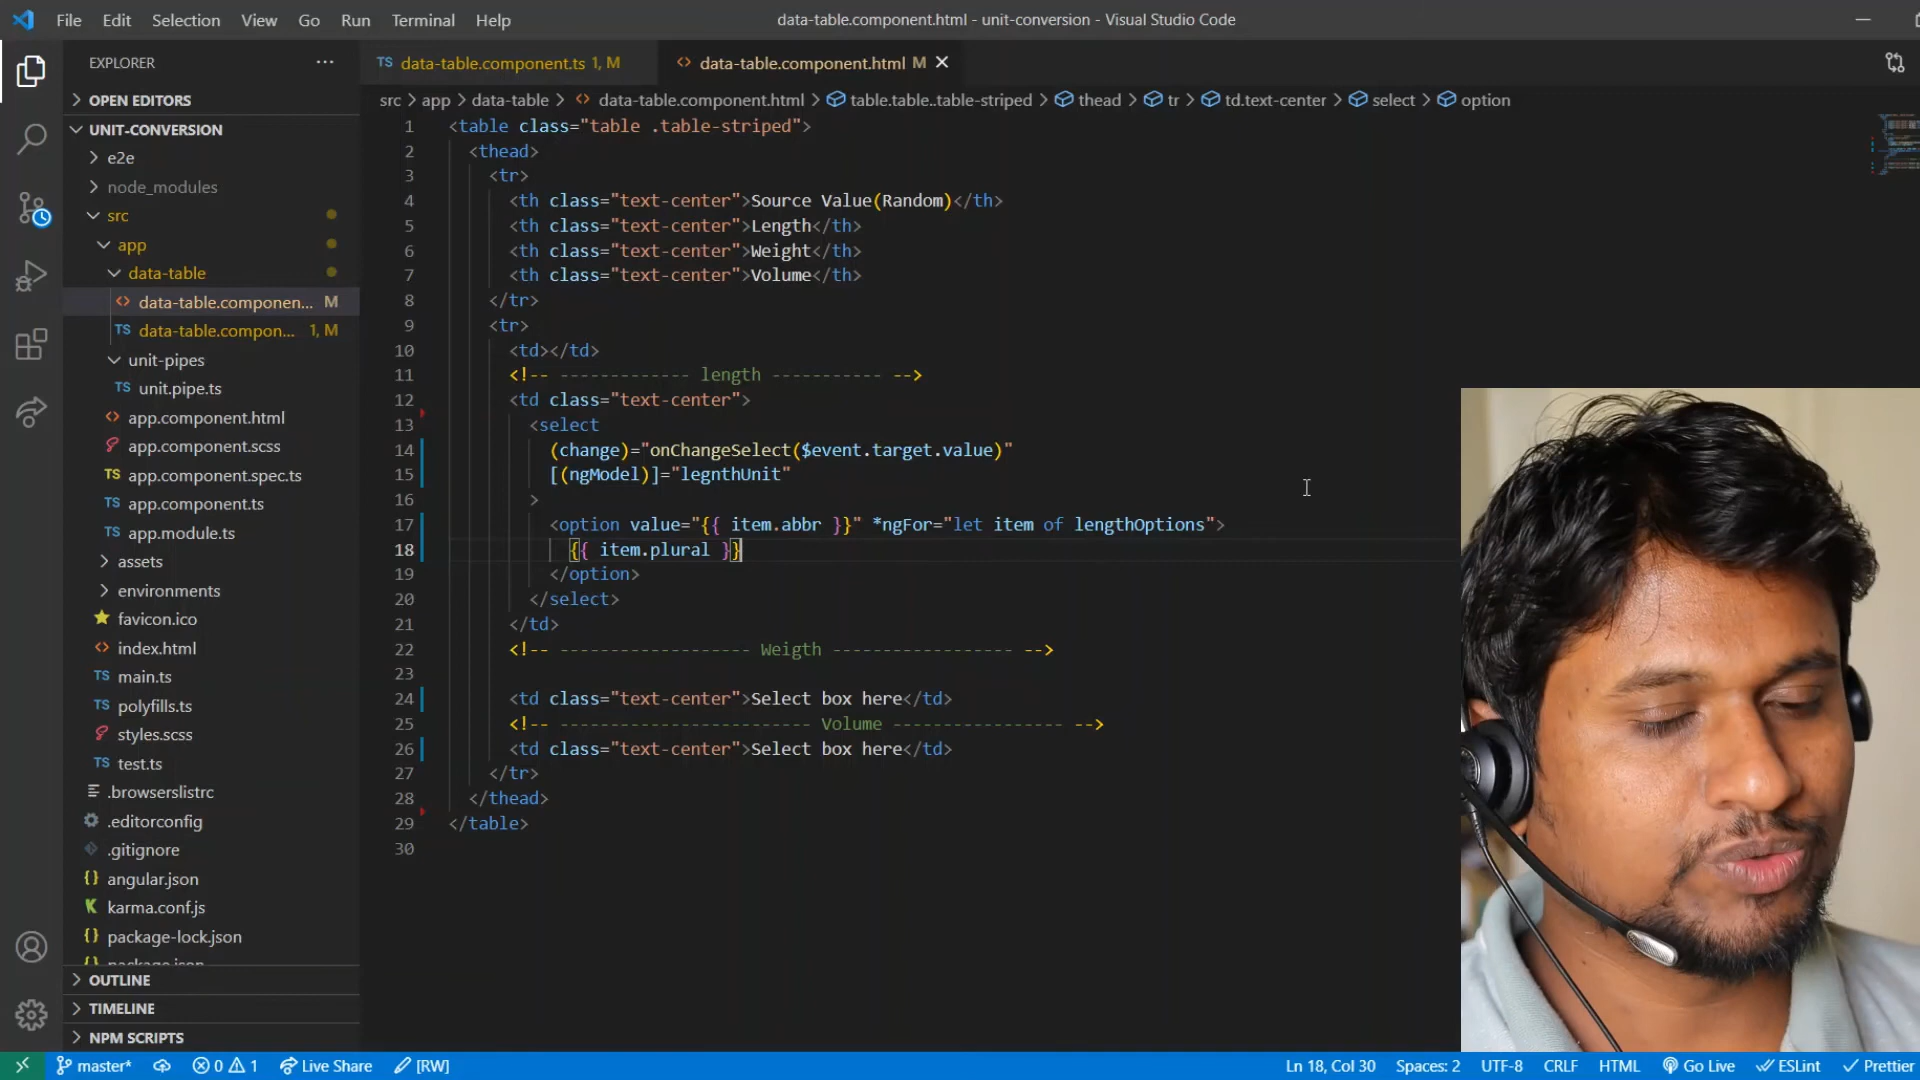 File Edit Selection View Go Run Terminal Help
data-table.component.html - unit-conversion - Visual Studio Code
EXPLORER ...
OPEN EDITORS
UNIT-CONVERSION
e2e
node_modules
src
app
data-table
data-table.componen... M
TS data-table.compon... 1, M
unit-pipes
TS unit.pipe.ts
app.component.html
app.component.scss
TS app.component.spec.ts
TS app.component.ts
TS app.module.ts
assets
environments
favicon.ico
<> index.html
TS main.ts
TS polyfills.ts
styles.scss
TS test.ts
.browserslistrc
.editorconfig
.gitignore
{} angular.json
K karma.conf.js
{} package-lock.json
{} package.json
OUTLINE
TIMELINE
NPM SCRIPTS
TS data-table.component.ts 1, M
<> data-table.component.html M
src > app > data-table > <> data-table.component.html > table.table..table-striped > thead > tr > td.text-center > select > option
1 <table class="table .table-striped">
2 <thead>
3 <tr>
4 <th class="text-center">Source Value(Random)</th>
5 <th class="text-center">Length</th>
6 <th class="text-center">Weight</th>
7 <th class="text-center">Volume</th>
8 </tr>
9 <tr>
10 <td></td>
11 <!-- ------------- length ----------- -->
12 <td class="text-center">
13 <select
14 (change)="onChangeSelect($event.target.value)"
15 [(ngModel)]="legnthUnit"
16 >
17 <option value="{{ item.abbr }}" *ngFor="let item of lengthOptions">
18 {{ item.plural }}
19 </option>
20 </select>
21 </td>
22 <!-- ------------------- Weigth ------------------ -->
23
24 <td class="text-center">Select box here</td>
25 <!-- ------------------------- Volume ----------------- -->
26 <td class="text-center">Select box here</td>
27 </tr>
28 </thead>
29 </table>
30
master* 0 1 Live Share [RW] Ln 18, Col 30 Spaces: 2 UTF-8 CRLF HTML Go Live ESLint Prettier